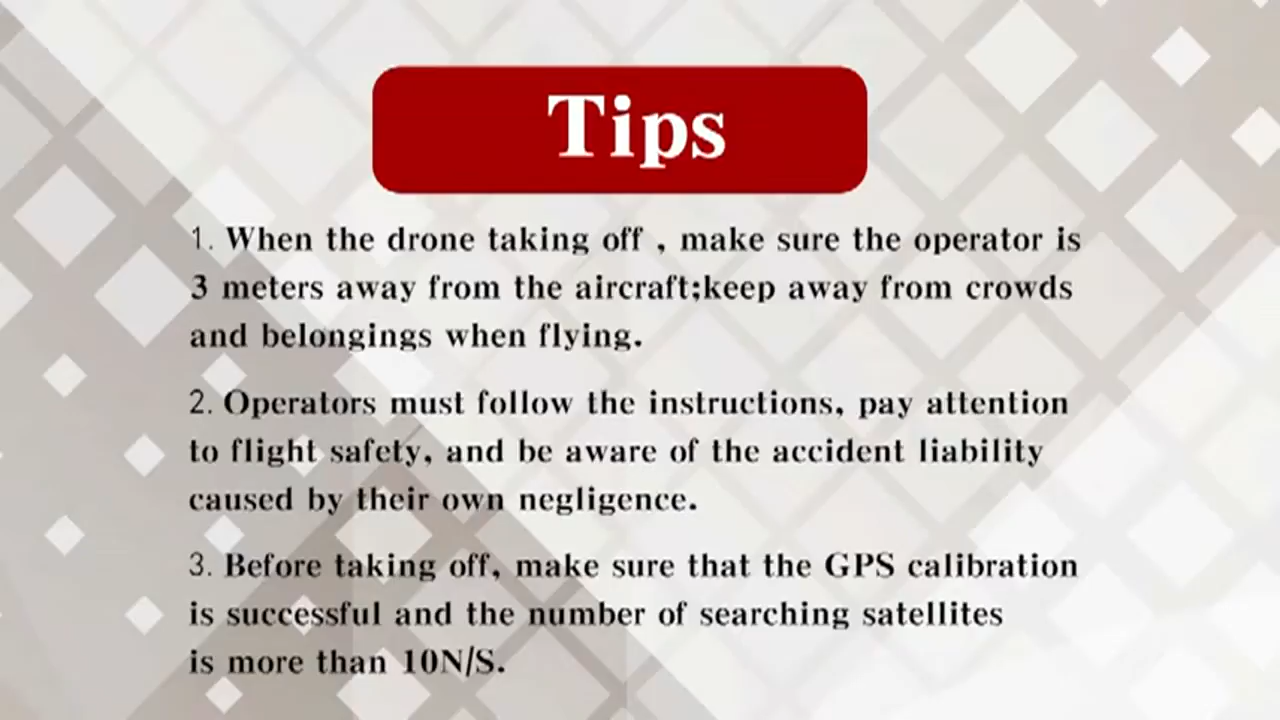 Tips
1. When the drone taking off , make sure the operator is
3 meters away from the aircraft;keep away from crowds
and belongings when flying.
2. Operators must follow the instructions, pay attention
to flight safety, and be aware of the accident liability
caused by their own negligence.
3. Before taking off, make sure that the GPS calibration
is successful and the number of searching satellites
is more than 10N/S.